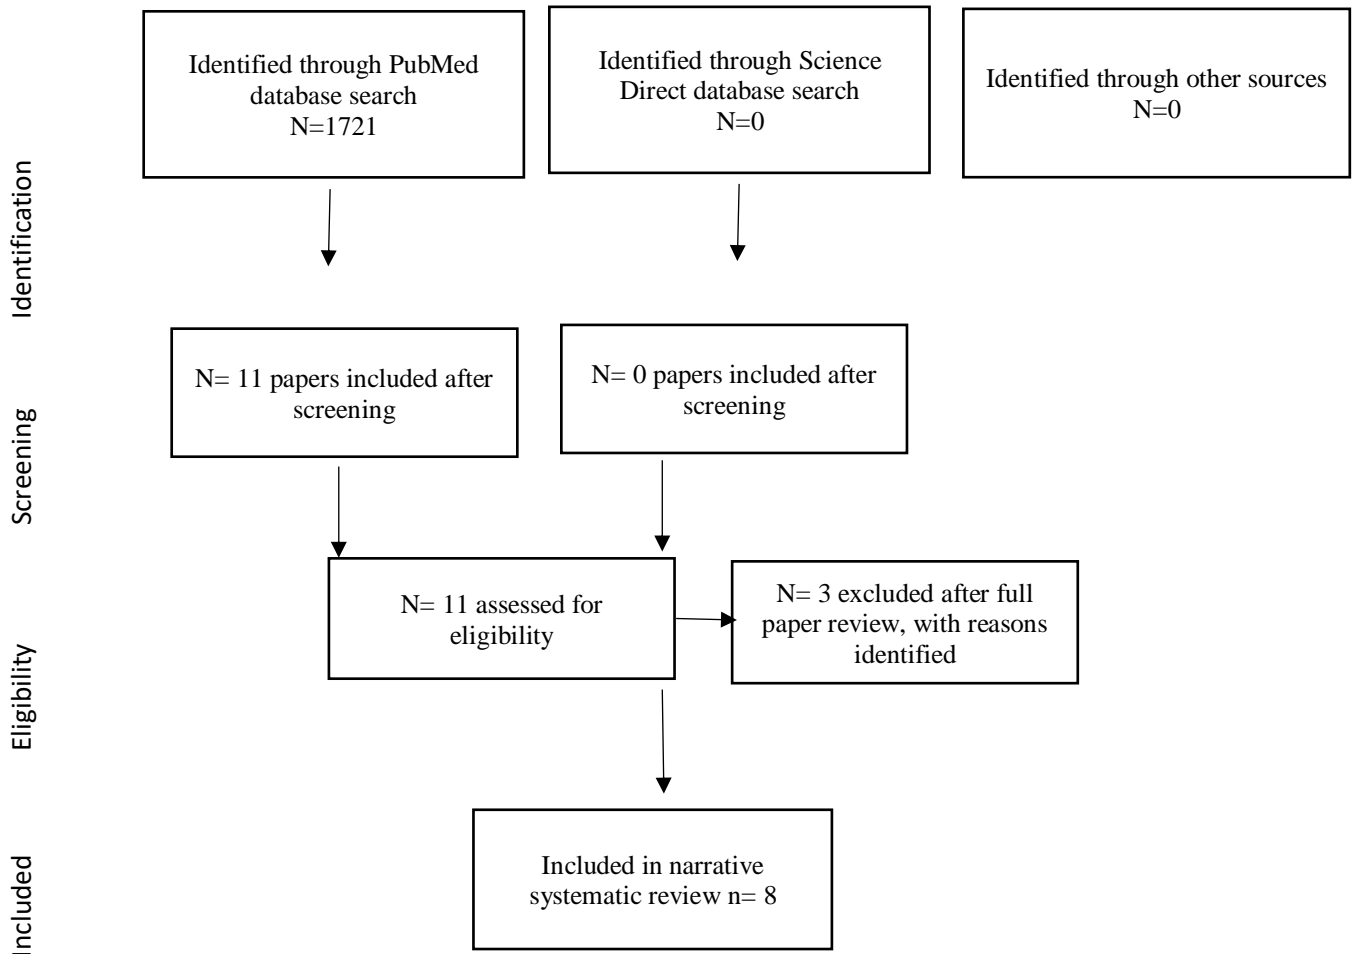 Identified through PubMed
database search
N=1721
Identified through Science
Direct database search
N=0
Identified through other sources
N=0
Identification
N= 11 papers included after
screening
N= 0 papers included after
screening
Screening
N= 11 assessed for
eligibility
N= 3 excluded after full
paper review, with reasons
identified
Eligibility
Included in narrative
systematic review n= 8
Included